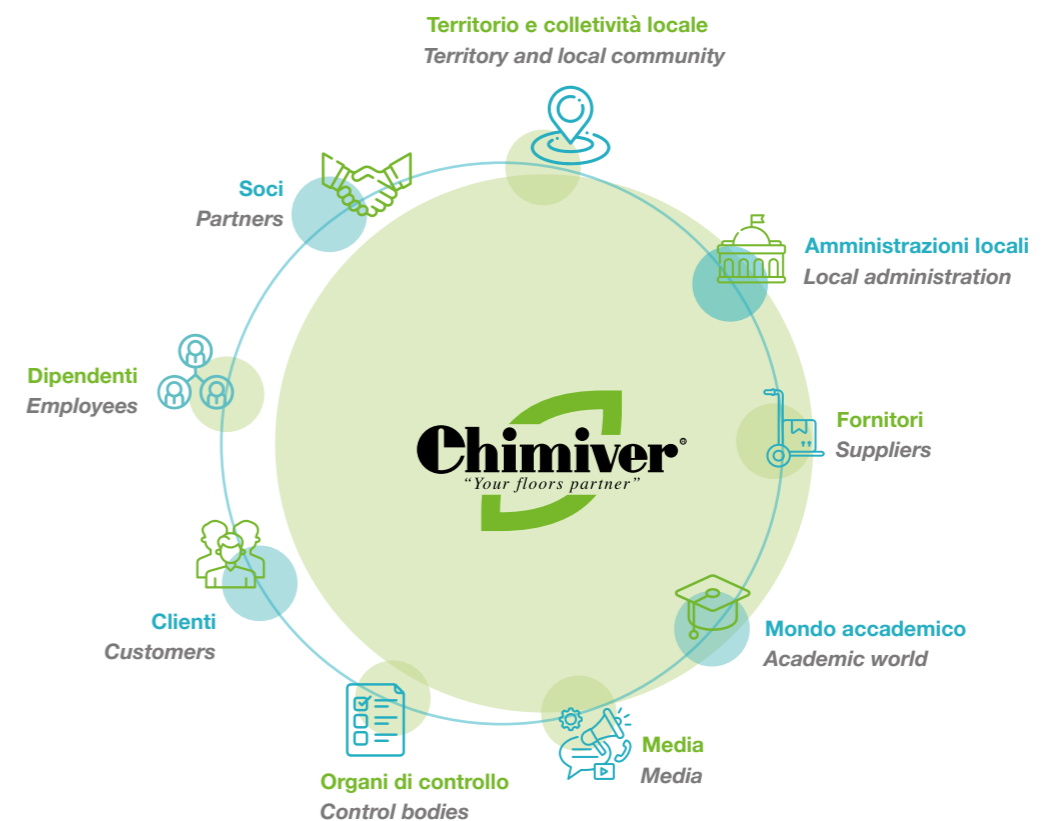 Territorio e colletività locale
Territory and local community
Soci
Partners
Amministrazioni locali
Local administration
Dipendenti
Employees
Fornitori
Suppliers
Chimiver®
“Your floors partner”
Clienti
Customers
Mondo accademico
Academic world
Media
Media
Organi di controllo
Control bodies